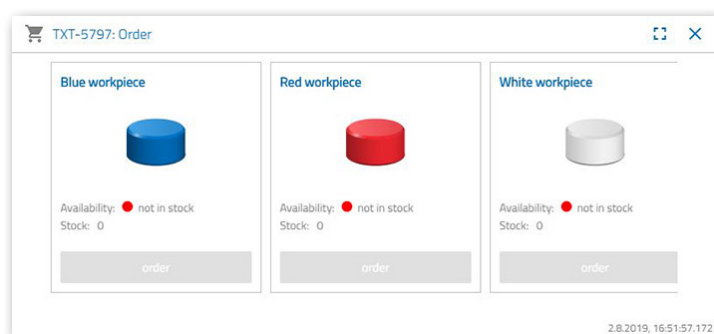 TXT-5797: Order
Blue workpiece
Availability: not in stock
Stock: 0
order
Red workpiece
Availability: not in stock
Stock: 0
order
White workpiece
Availability: not in stock
Stock: 0
order
2.8.2019, 16:51:57.172